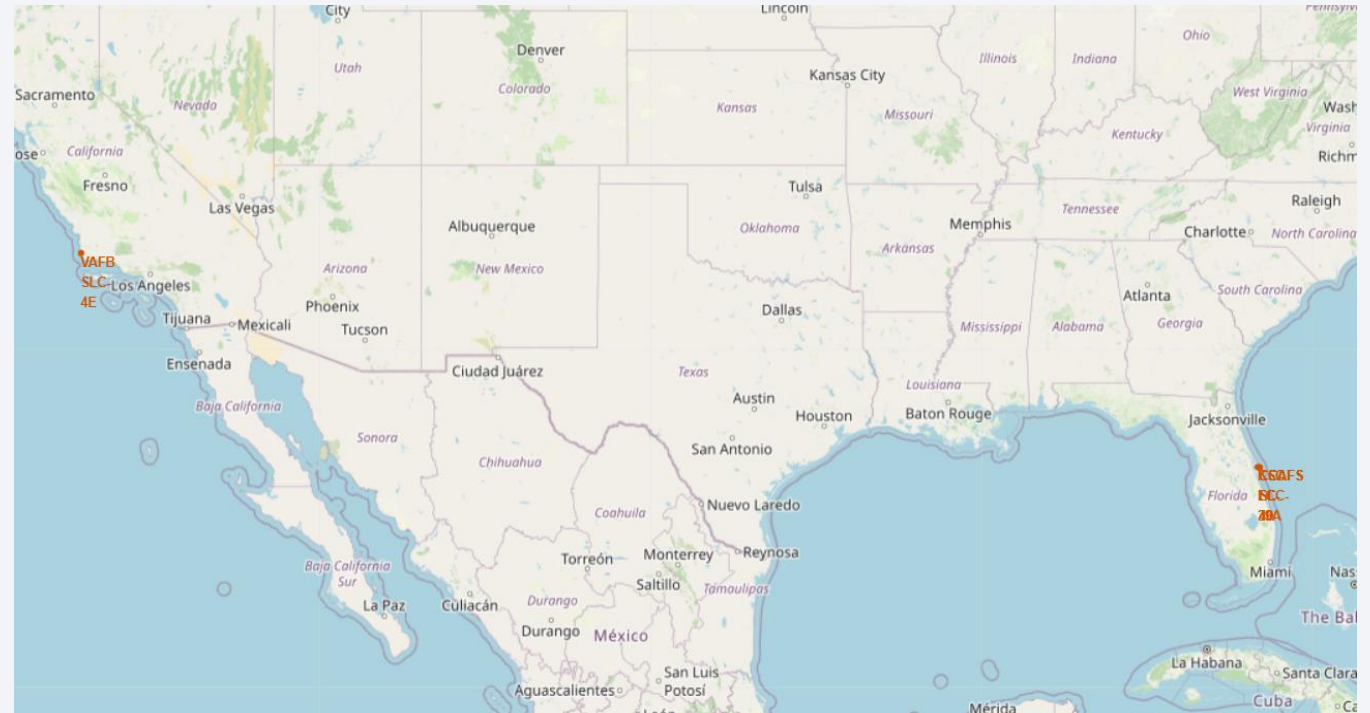 City
Lincoln
Denver
Ohio
Utah
Illinois
Indiana
Kansas City
Colorado
Sacramento
Nevada
West Virginia
Kansas
Missouri
Wash
Virginia
Kentucky
ose
California
Richm
Fresno
Tulsa
Las Vegas
Raleigh
Tennessee
Albuquerque
Oklahoma
Memphis
Charlotte
North Carolina
Arkansas
VAFB
SLC-
4E
Arizona
New Mexico
Los Angeles
Atlanta
South Carolina
Phoenix
Dallas
Tijuana
Mexicali
Tucson
Mississippi
Alabama
Georgia
Ensenada
Ciudad Juárez
Texas
Louisiana
Austin
Baja California
Houston
Baton Rouge
Jacksonville
Sonora
San Antonio
Chihuahua
Florida
Nuevo Laredo
Coahuila
Torreón
Monterrey
Reynosa
Baja California
Sur
Saltillo
Tamaulipas
Miami
Nas
La Paz
Culiacán
Durango
The Bal
Durango
México
La Habana
San Luis
Potosí
Santa Clara
Aguascalientes
Cuba
Ca
Mérida